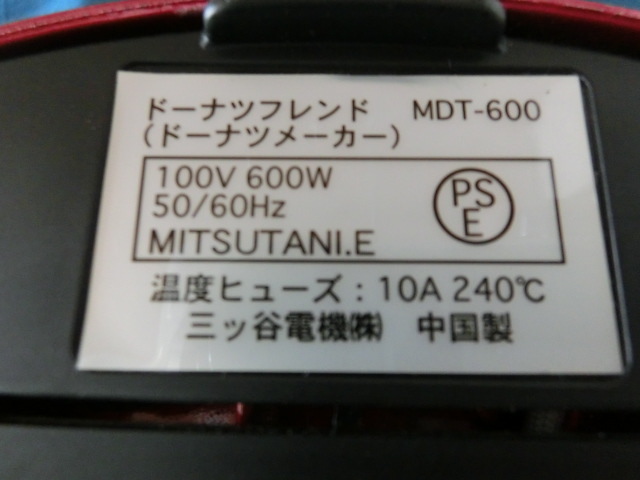 ドーナツフレンド MDT-600
(ドーナツメーカー)
100V 600W
50/60Hz
PS
E
MITSUTANI.E
温度ヒューズ:10A 240℃
三ッ谷電機㈱ 中国製